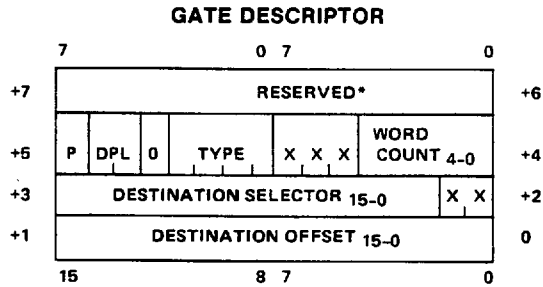 GATE DESCRIPTOR
7 0 7 0
+7 RESERVED* +6
+5 P DPL 0 TYPE X X X WORD COUNT 4-0 +4
+3 DESTINATION SELECTOR 15-0 X X +2
+1 DESTINATION OFFSET 15-0 0
15 8 7 0